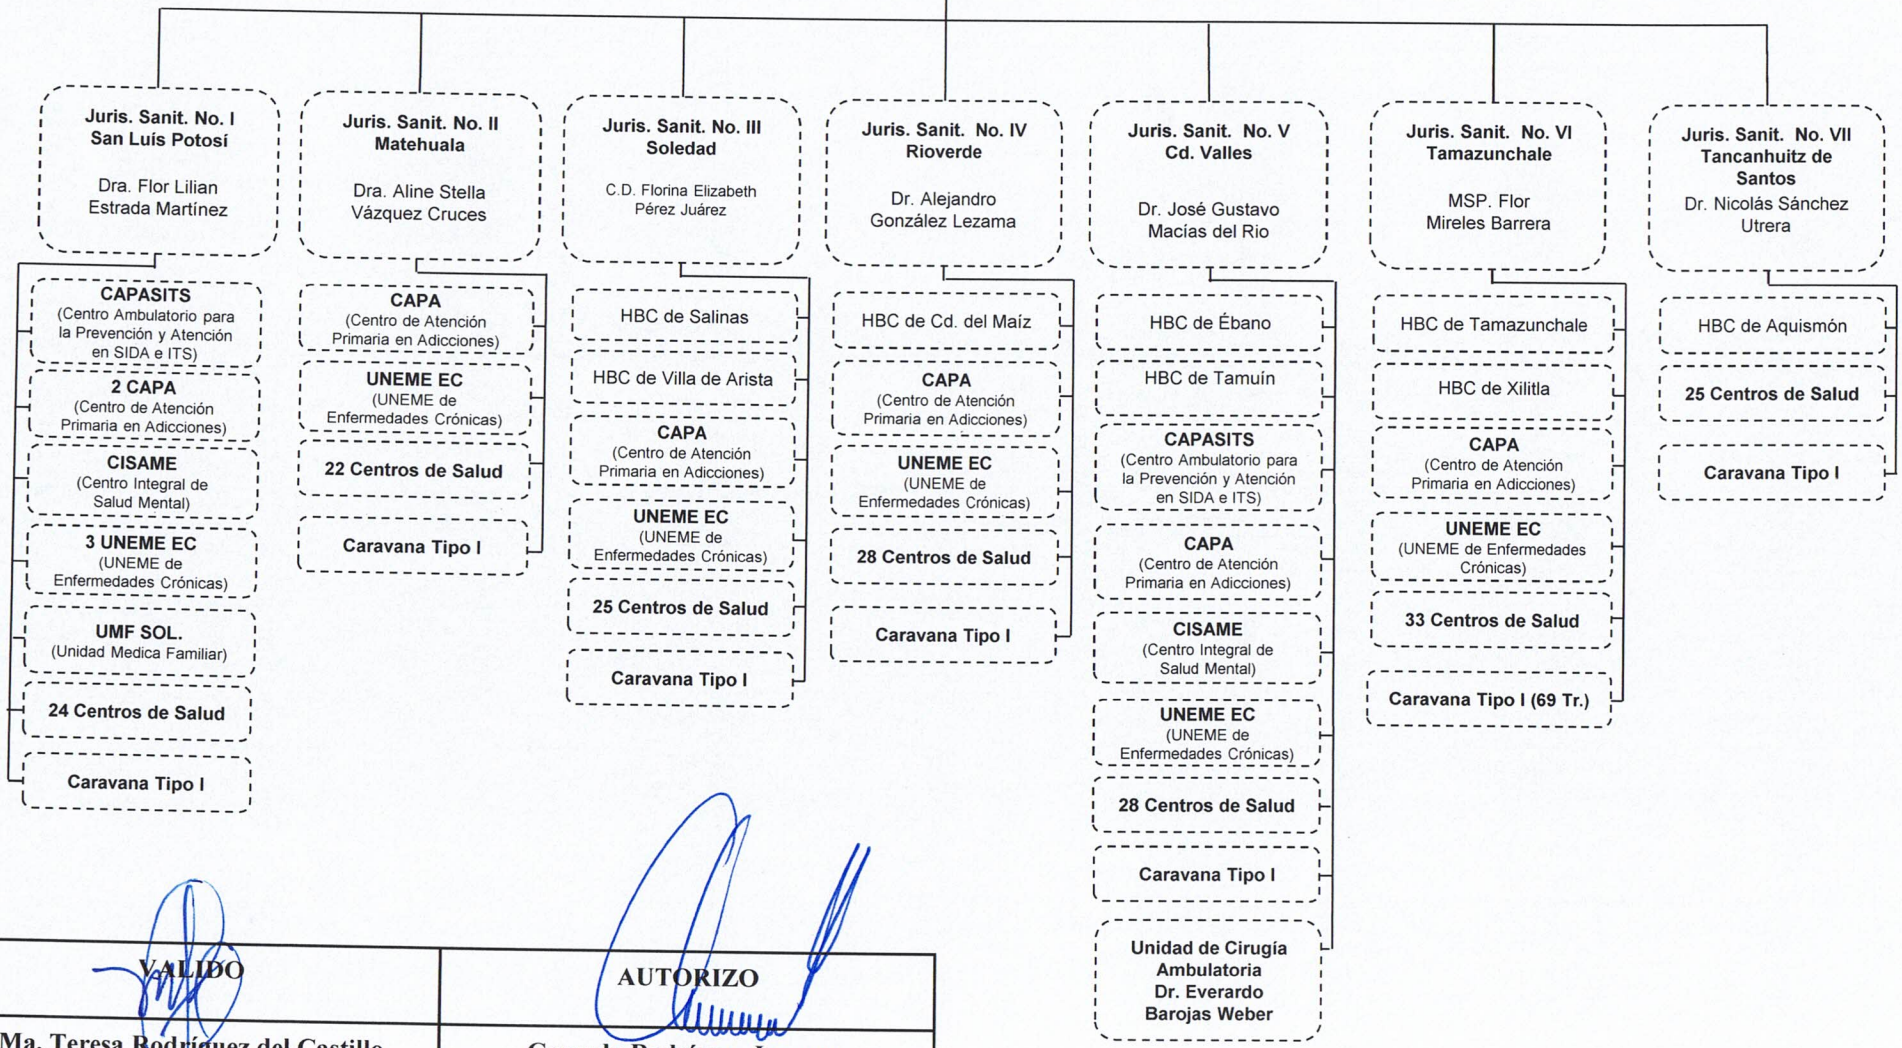 Juris. Sanit. No. I
San Luís Potosí
Dra. Flor Lilian
Estrada Martínez
CAPASITS
(Centro Ambulatorio para
la Prevención y Atención
en SIDA e ITS)
2 CAPA
(Centro de Atención
Primaria en Adicciones)
CISAME
(Centro Integral de
Salud Mental)
3 UNEME EC
(UNEME de
Enfermedades Crónicas)
UMF SOL.
(Unidad Medica Familiar)
24 Centros de Salud
Caravana Tipo I
Juris. Sanit. No. II
Matehuala
Dra. Aline Stella
Vázquez Cruces
CAPA
(Centro de Atención
Primaria en Adicciones)
UNEME EC
(UNEME de
Enfermedades Crónicas)
22 Centros de Salud
Caravana Tipo I
Juris. Sanit. No. III
Soledad
C.D. Florina Elizabeth
Pérez Juárez
HBC de Salinas
HBC de Villa de Arista
CAPA
(Centro de Atención
Primaria en Adicciones)
UNEME EC
(UNEME de
Enfermedades Crónicas)
25 Centros de Salud
Caravana Tipo I
Juris. Sanit. No. IV
Rioverde
Dr. Alejandro
González Lezama
HBC de Cd. del Maíz
CAPA
(Centro de Atención
Primaria en Adicciones)
UNEME EC
(UNEME de
Enfermedades Crónicas)
28 Centros de Salud
Caravana Tipo I
Juris. Sanit. No. V
Cd. Valles
Dr. José Gustavo
Macías del Rio
HBC de Ébano
HBC de Tamuín
CAPASITS
(Centro Ambulatorio para
la Prevención y Atención
en SIDA e ITS)
CAPA
(Centro de Atención
Primaria en Adicciones)
CISAME
(Centro Integral de
Salud Mental)
UNEME EC
(UNEME de
Enfermedades Crónicas)
28 Centros de Salud
Caravana Tipo I
Unidad de Cirugía
Ambulatoria
Dr. Everardo
Barojas Weber
Juris. Sanit. No. VI
Tamazunchale
MSP. Flor
Mireles Barrera
HBC de Tamazunchale
HBC de Xilitla
CAPA
(Centro de Atención
Primaria en Adicciones)
UNEME EC
(UNEME de Enfermedades
Crónicas)
33 Centros de Salud
Caravana Tipo I (69 Tr.)
Juris. Sanit. No. VII
Tancanhuitz de
Santos
Dr. Nicolás Sánchez
Utrera
HBC de Aquismón
25 Centros de Salud
Caravana Tipo I
VALIDO
AUTORIZO
Ma. Teresa Rodríguez del Castillo